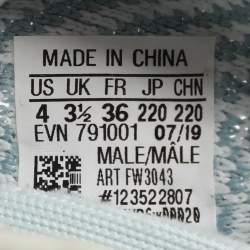 MADE IN CHINA
US UK FR JP CHN
4 3½ 36 220 220
EVN 791001 07/19
MALE/MÂLE
ART FW3043
#123522807